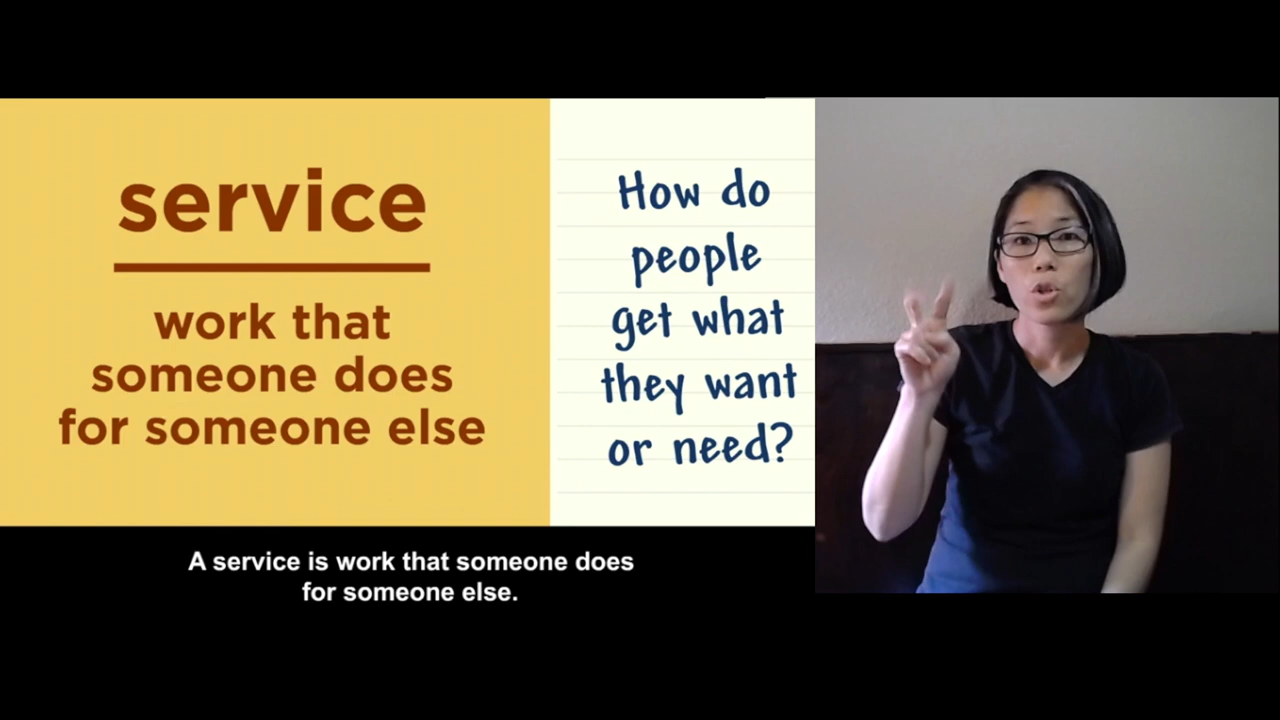 service
work that
someone does
for someone else
How do
people
get what
they want
or need?
A service is work that someone does
for someone else.